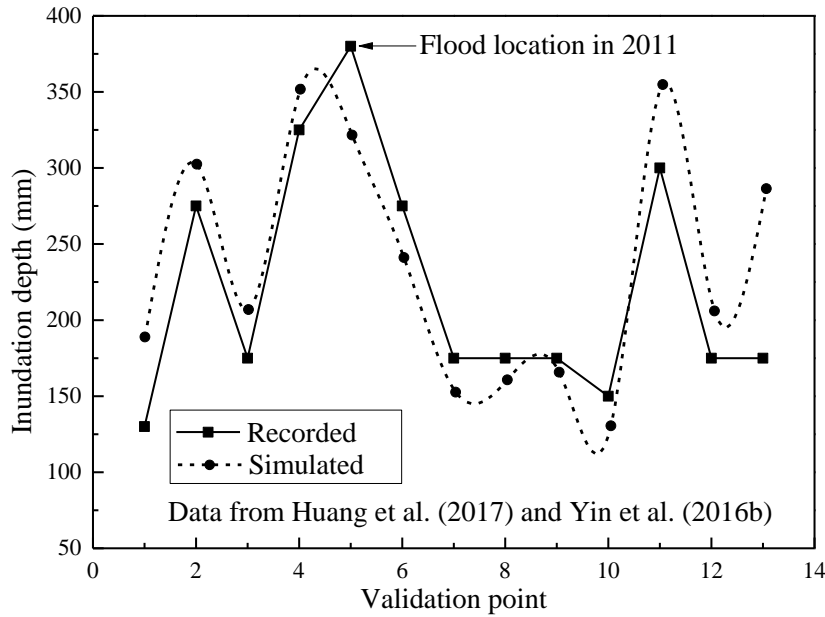 400
350
300
250
200
150
100
50
Inundation depth (mm)
Flood location in 2011
Recorded
Simulated
Data from Huang et al. (2017) and Yin et al. (2016b)
0 2 4 6 8 10 12 14
Validation point